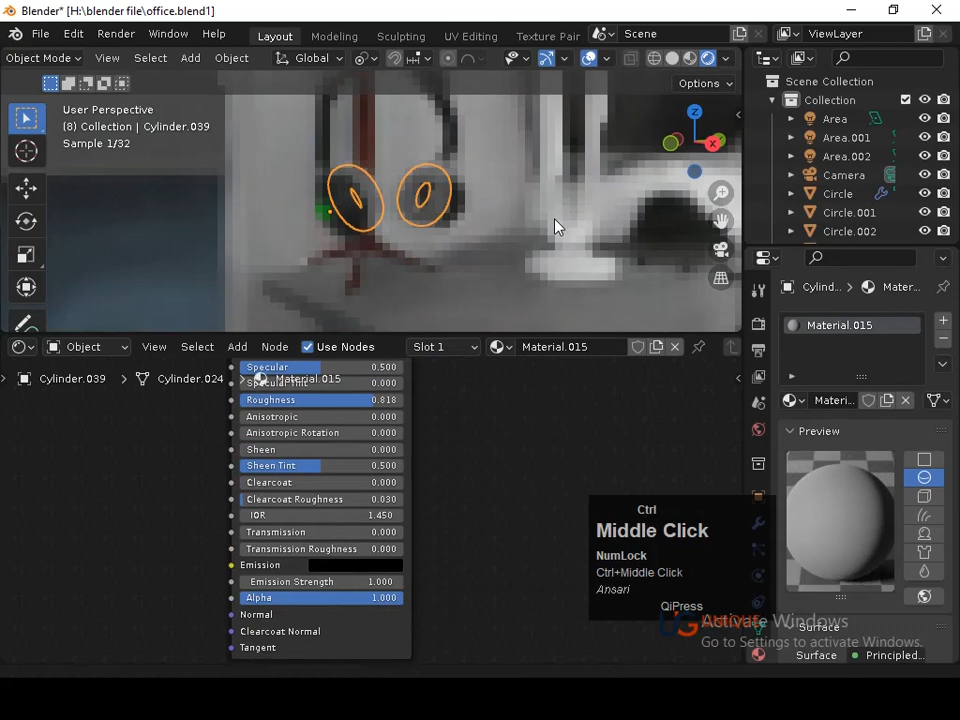 Blender* [H:\blender file\office.blend1]
File Edit Render Window Help Layout Modeling Sculpting UV Editing Texture Pair Scene ViewLayer
Object Mode View Select Add Object Global
Options
User Perspective
(8) Collection | Cylinder.039
Sample 1/32
Z
X
Scene Collection
Collection
Area
Area.001
Area.002
Camera
Circle
Circle.001
Circle.002
Object View Select Add Node Use Nodes Slot 1 Material.015
Cylinder.039 Cylinder.024 Material.015
Specular 0.500
Specular Tint 0.000
Roughness 0.818
Anisotropic 0.000
Anisotropic Rotation 0.000
Sheen 0.000
Sheen Tint 0.500
Clearcoat 0.000
Clearcoat Roughness 0.030
IOR 1.450
Transmission 0.000
Transmission Roughness 0.000
Emission
Emission Strength 1.000
Alpha 1.000
Normal
Clearcoat Normal
Tangent
Cylind... Mater...
Material.015
Materi...
Preview
Surface
Surface Principled...
Ctrl
Middle Click
NumLock
Ctrl+Middle Click
Ansari
QiPress
Activate Windows
Go to Settings to activate Windows.